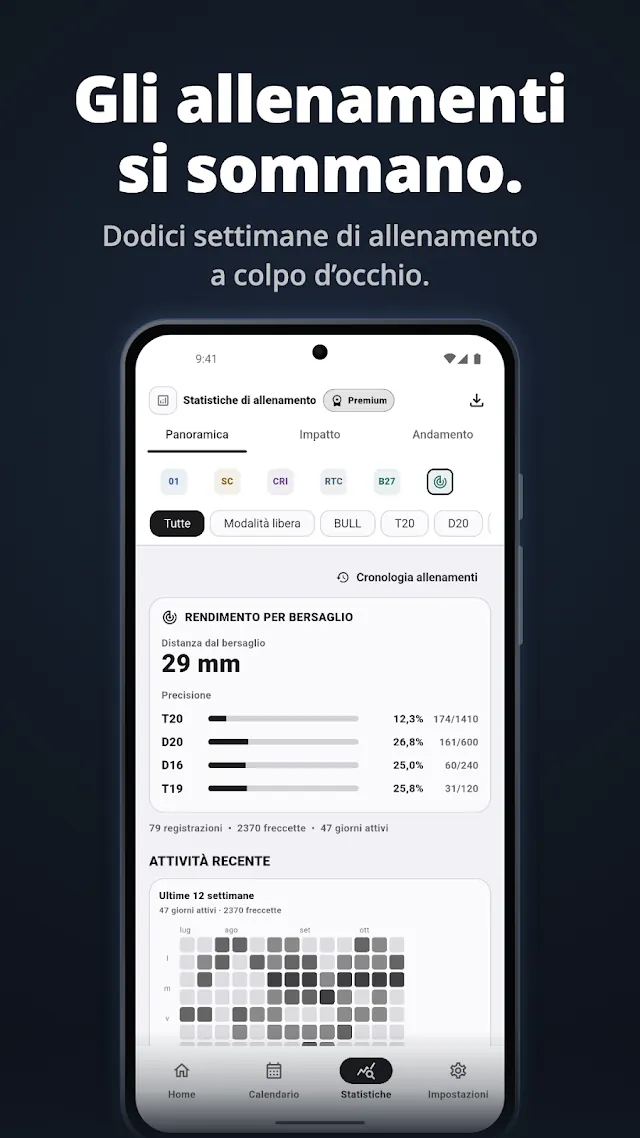 Gli allenamenti
si sommano.
Dodici settimane di allenamento
a colpo d'occhio.
9:41
Statistiche di allenamento Premium
Panoramica Impatto Andamento
01 SC CRI RTC B27
Tutte Modalità libera BULL T20 D20
Cronologia allenamenti
RENDIMENTO PER BERSAGLIO
Distanza dal bersaglio
29 mm
Precisione
T20 12,3% 174/1410
D20 26,8% 161/600
D16 25,0% 60/240
T19 25,8% 31/120
79 registrazioni • 2370 freccette • 47 giorni attivi
ATTIVITÀ RECENTE
Ultime 12 settimane
47 giorni attivi · 2370 freccette
lug ago set ott
l
m
v
Home Calendario Statistiche Impostazioni